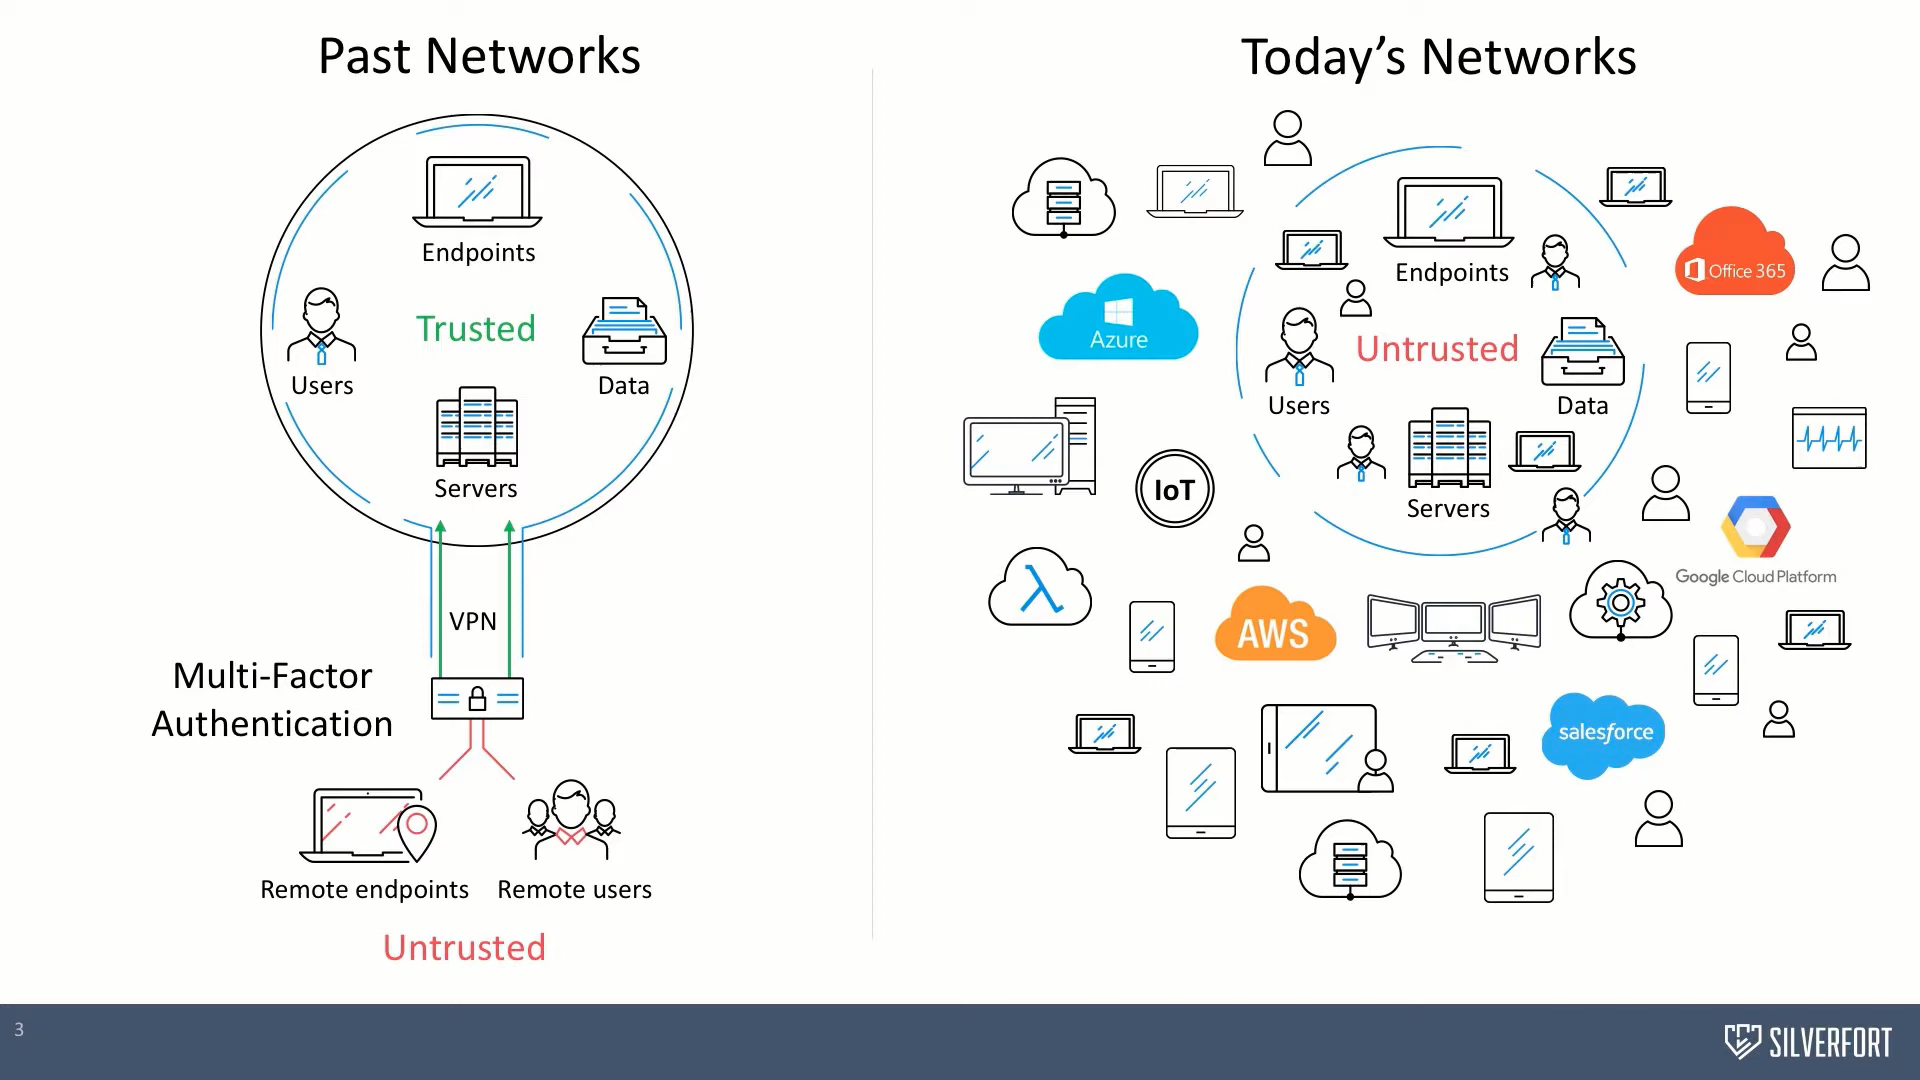 Past Networks
Endpoints
Trusted
Users
Data
Servers
VPN
Multi-Factor
Authentication
Remote endpoints
Remote users
Untrusted
Today's Networks
Endpoints
Office 365
Azure
Untrusted
Users
Data
IoT
Servers
Google Cloud Platform
AWS
salesforce
3
SILVERFORT